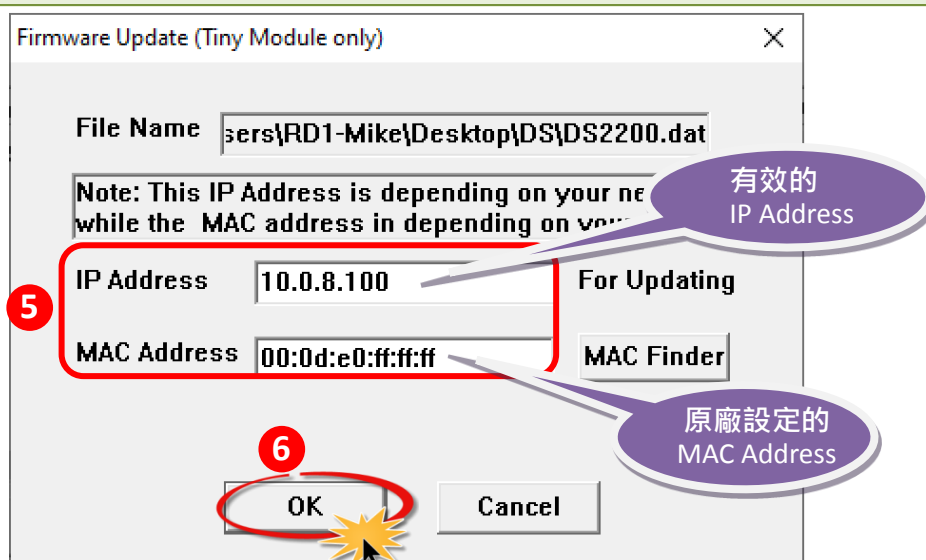 Firmware Update (Tiny Module only)
File Name
sers\RD1-Mike\Desktop\DS\DS2200.dat
Note: This IP Address is depending on your
while the MAC address in depending on
有效的
IP Address
5
IP Address
10.0.8.100
For Updating
MAC Address
00:0d:e0:ff:ff:ff
MAC Finder
原廠設定的
MAC Address
6
OK
Cancel